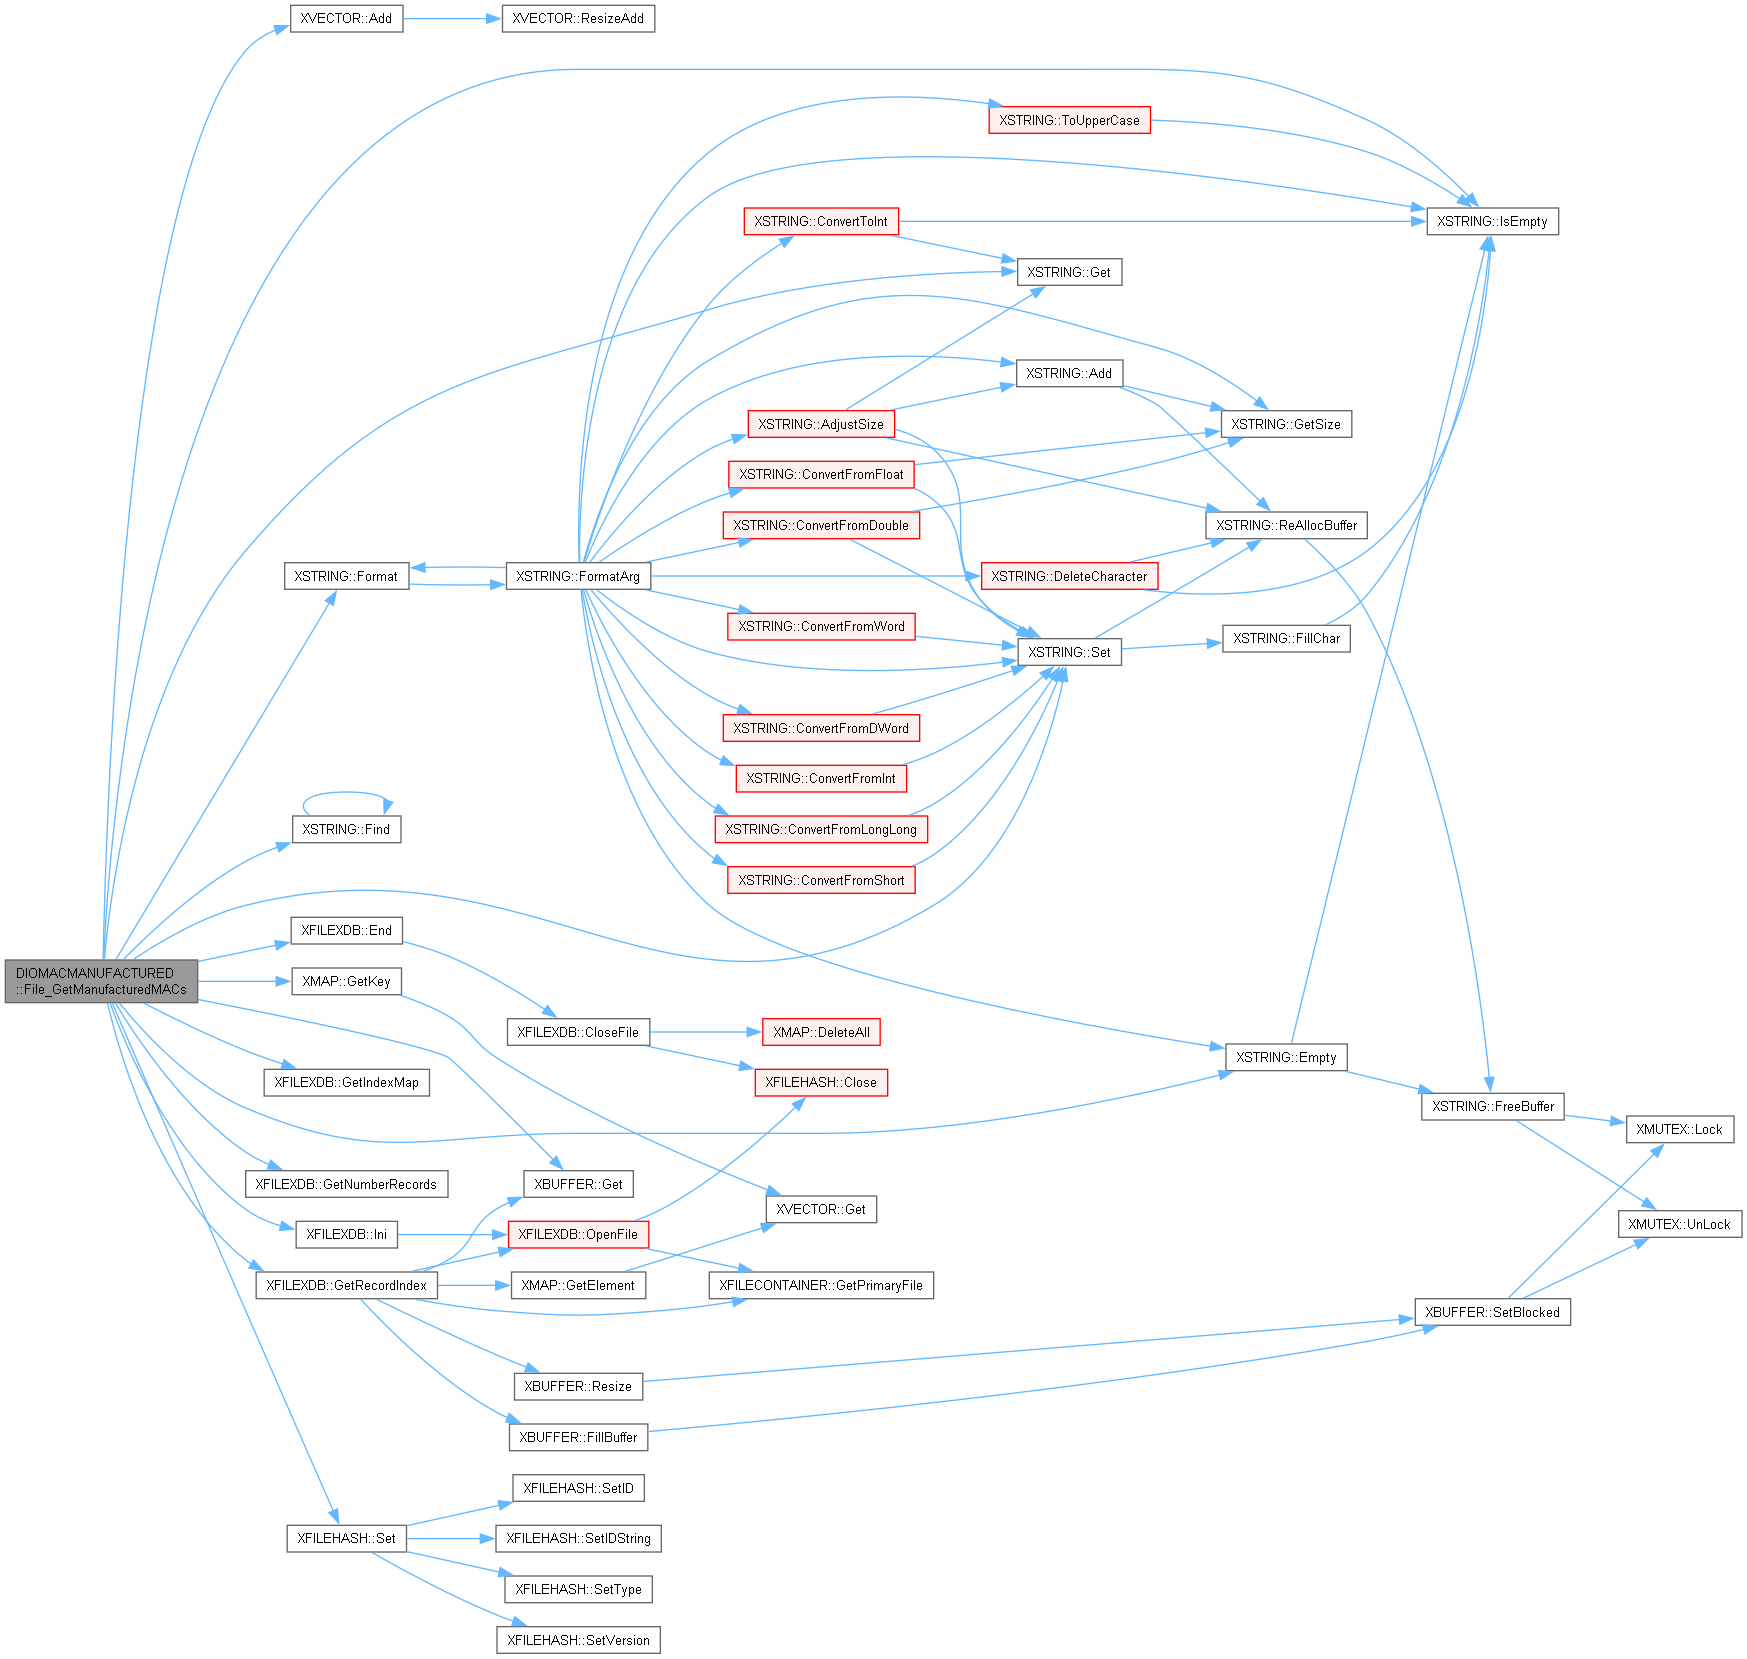 XVECTOR::Add
XVECTOR::ResizeAdd
XSTRING::ToUpperCase
XSTRING::ConvertToInt
XSTRING::IsEmpty
XSTRING::Get
XSTRING::Add
XSTRING::AdjustSize
XSTRING::GetSize
XSTRING::ConvertFromFloat
XSTRING::ConvertFromDouble
XSTRING::ReAllocBuffer
XSTRING::Format
XSTRING::FormatArg
XSTRING::DeleteCharacter
XSTRING::ConvertFromWord
XSTRING::FillChar
XSTRING::Set
XSTRING::ConvertFromDWord
XSTRING::ConvertFromInt
XSTRING::Find
XSTRING::ConvertFromLongLong
XSTRING::ConvertFromShort
XFILEXDB::End
DIOMACMANUFACTURED
::File_GetManufacturedMACs
XMAP::GetKey
XFILEXDB::CloseFile
XMAP::DeleteAll
XSTRING::Empty
XFILEXDB::GetIndexMap
XFILEHASH::Close
XSTRING::FreeBuffer
XMUTEX::Lock
XFILEXDB::GetNumberRecords
XBUFFER::Get
XVECTOR::Get
XMUTEX::UnLock
XFILEXDB::Ini
XFILEXDB::OpenFile
XFILEXDB::GetRecordIndex
XMAP::GetElement
XFILECONTAINER::GetPrimaryFile
XBUFFER::SetBlocked
XBUFFER::Resize
XBUFFER::FillBuffer
XFILEHASH::SetID
XFILEHASH::Set
XFILEHASH::SetIDString
XFILEHASH::SetType
XFILEHASH::SetVersion